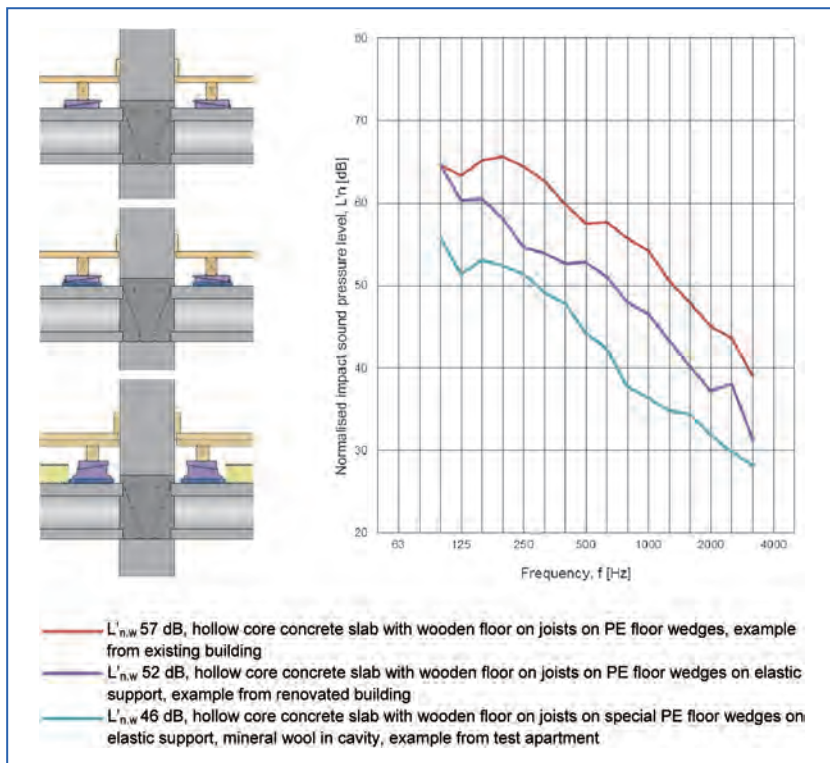 80
70
60
50
40
30
20
Normalised impact sound pressure level, L'n [dB]
63 125 250 500 1000 2000 4000
Frequency, f [Hz]
L'n,w 57 dB, hollow core concrete slab with wooden floor on joists on PE floor wedges, example
from existing building
L'n,w 52 dB, hollow core concrete slab with wooden floor on joists on PE floor wedges on elastic
support, example from renovated building
L'n,w 46 dB, hollow core concrete slab with wooden floor on joists on special PE floor wedges on
elastic support, mineral wool in cavity, example from test apartment